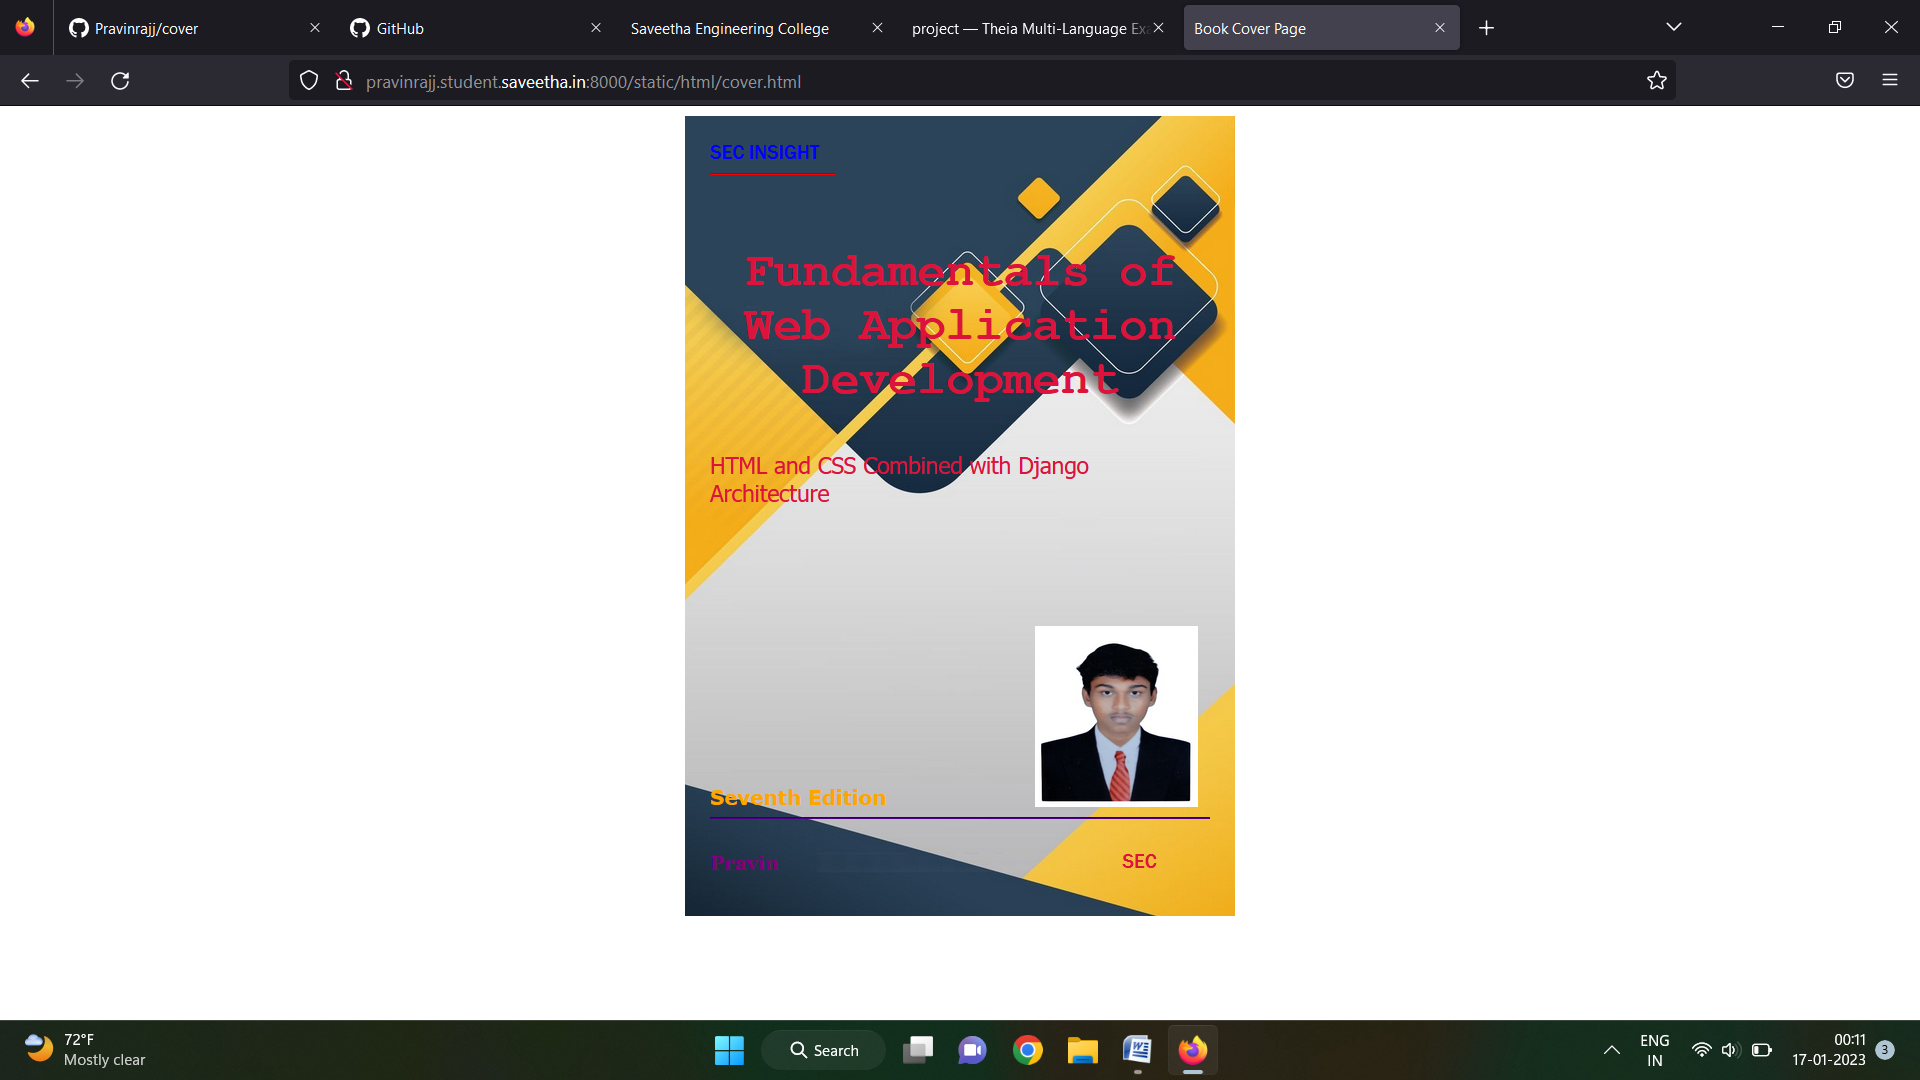 Pravinrajj/cover
GitHub
Saveetha Engineering College
project — Theia Multi-Language Ex
Book Cover Page
pravinrajj.student.saveetha.in:8000/static/html/cover.html
SEC INSIGHT
Fundamentals of
Web Application
Development
HTML and CSS Combined with Django
Architecture
Seventh Edition
Pravin
SEC
72°F
Mostly clear
Search
ENG
IN
00:11
17-01-2023
3